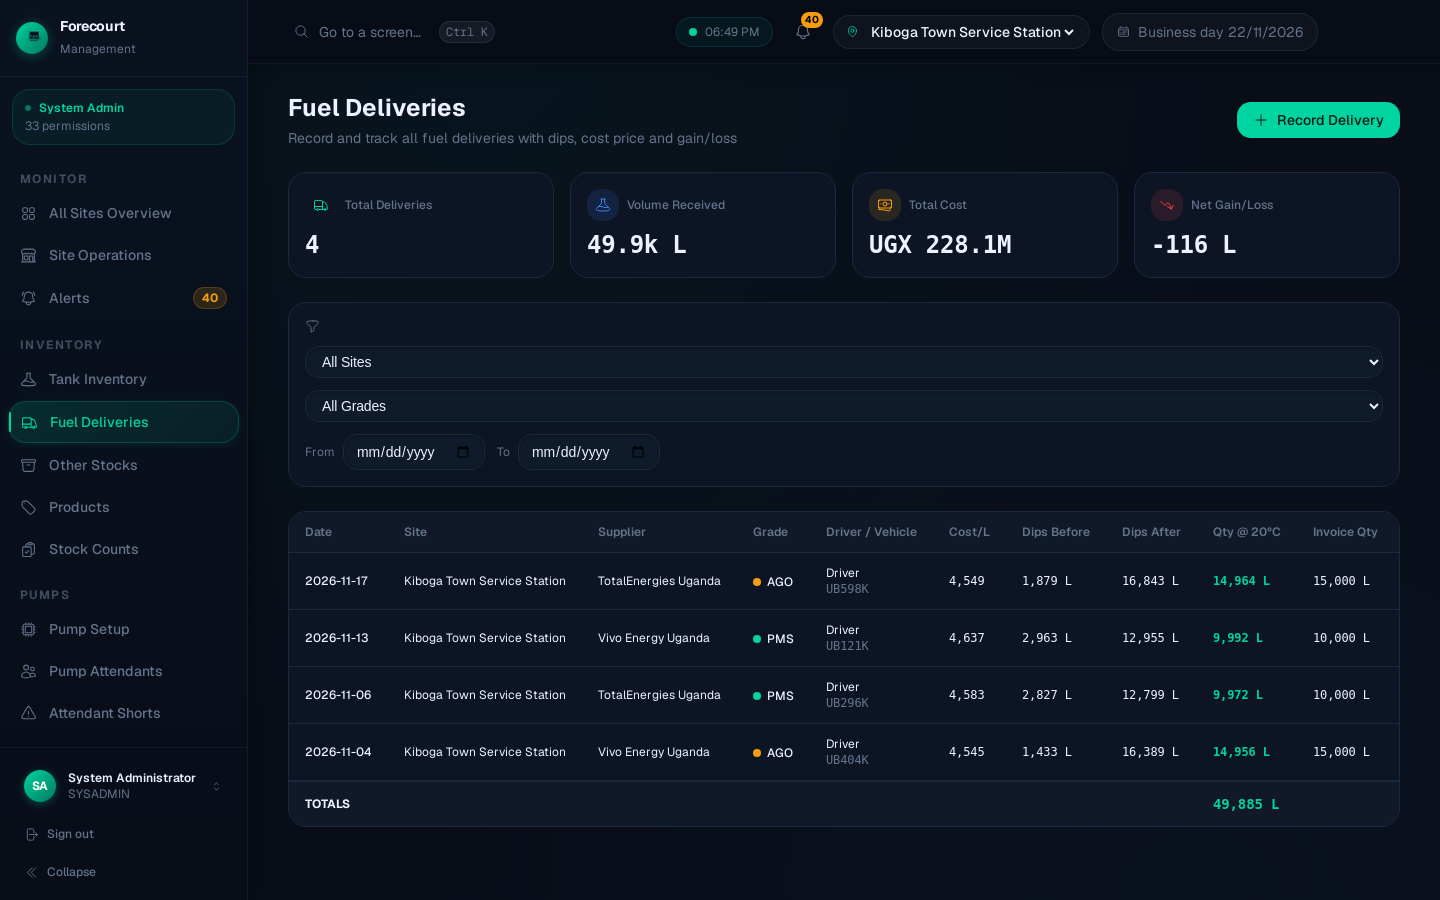 Forecourt
Management
System Admin
33 permissions
MONITOR
All Sites Overview
Site Operations
Alerts 40
INVENTORY
Tank Inventory
Fuel Deliveries
Other Stocks
Products
Stock Counts
PUMPS
Pump Setup
Pump Attendants
Attendant Shorts
SA System Administrator
SYSADMIN
Sign out
Collapse
Go to a screen... Ctrl K
06:49 PM
40
Kiboga Town Service Station
Business day 22/11/2026
Fuel Deliveries
Record and track all fuel deliveries with dips, cost price and gain/loss
Record Delivery
Total Deliveries
4
Volume Received
49.9k L
Total Cost
UGX 228.1M
Net Gain/Loss
-116 L
All Sites
All Grades
From mm/dd/yyyy To mm/dd/yyyy
Date Site Supplier Grade Driver / Vehicle Cost/L Dips Before Dips After Qty @ 20°C Invoice Qty
2026-11-17 Kiboga Town Service Station TotalEnergies Uganda AGO Driver UB598K 4,549 1,879 L 16,843 L 14,964 L 15,000 L
2026-11-13 Kiboga Town Service Station Vivo Energy Uganda PMS Driver UB121K 4,637 2,963 L 12,955 L 9,992 L 10,000 L
2026-11-06 Kiboga Town Service Station TotalEnergies Uganda PMS Driver UB296K 4,583 2,827 L 12,799 L 9,972 L 10,000 L
2026-11-04 Kiboga Town Service Station Vivo Energy Uganda AGO Driver UB404K 4,545 1,433 L 16,389 L 14,956 L 15,000 L
TOTALS 49,885 L